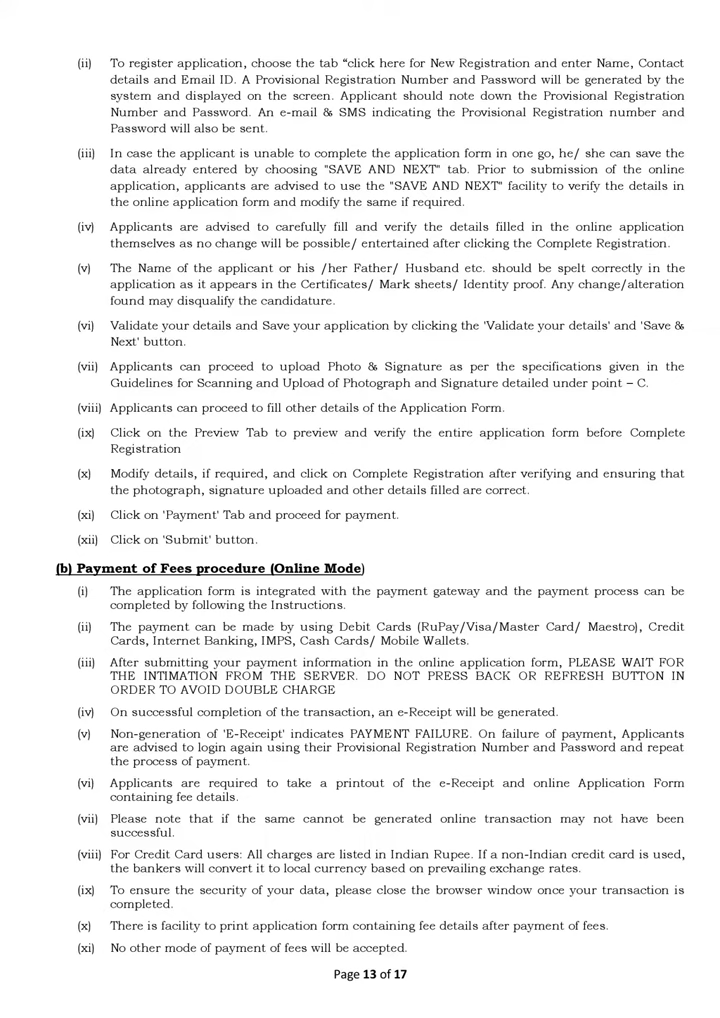 (ii) To register application, choose the tab “click here for New Registration and enter Name, Contact
details and Email ID. A Provisional Registration Number and Password will be generated by the
system and displayed on the screen. Applicant should note down the Provisional Registration
Number and Password. An e-mail & SMS indicating the Provisional Registration number and
Password will also be sent.
(iii) In case the applicant is unable to complete the application form in one go, he/ she can save the
data already entered by choosing "SAVE AND NEXT" tab. Prior to submission of the online
application, applicants are advised to use the "SAVE AND NEXT" facility to verify the details in
the online application form and modify the same if required.
(iv) Applicants are advised to carefully fill and verify the details filled in the online application
themselves as no change will be possible/ entertained after clicking the Complete Registration.
(v) The Name of the applicant or his /her Father/ Husband etc. should be spelt correctly in the
application as it appears in the Certificates/ Mark sheets/ Identity proof. Any change/alteration
found may disqualify the candidature.
(vi) Validate your details and Save your application by clicking the 'Validate your details' and 'Save &
Next' button.
(vii) Applicants can proceed to upload Photo & Signature as per the specifications given in the
Guidelines for Scanning and Upload of Photograph and Signature detailed under point – C.
(viii) Applicants can proceed to fill other details of the Application Form.
(ix) Click on the Preview Tab to preview and verify the entire application form before Complete
Registration
(x) Modify details, if required, and click on Complete Registration after verifying and ensuring that
the photograph, signature uploaded and other details filled are correct.
(xi) Click on 'Payment' Tab and proceed for payment.
(xii) Click on 'Submit' button.
(b) Payment of Fees procedure (Online Mode)
(i) The application form is integrated with the payment gateway and the payment process can be
completed by following the Instructions.
(ii) The payment can be made by using Debit Cards (RuPay/Visa/Master Card/ Maestro), Credit
Cards, Internet Banking, IMPS, Cash Cards/ Mobile Wallets.
(iii) After submitting your payment information in the online application form, PLEASE WAIT FOR
THE INTIMATION FROM THE SERVER. DO NOT PRESS BACK OR REFRESH BUTTON IN
ORDER TO AVOID DOUBLE CHARGE
(iv) On successful completion of the transaction, an e-Receipt will be generated.
(v) Non-generation of 'E-Receipt' indicates PAYMENT FAILURE. On failure of payment, Applicants
are advised to login again using their Provisional Registration Number and Password and repeat
the process of payment.
(vi) Applicants are required to take a printout of the e-Receipt and online Application Form
containing fee details.
(vii) Please note that if the same cannot be generated online transaction may not have been
successful.
(viii) For Credit Card users: All charges are listed in Indian Rupee. If a non-Indian credit card is used,
the bankers will convert it to local currency based on prevailing exchange rates.
(ix) To ensure the security of your data, please close the browser window once your transaction is
completed.
(x) There is facility to print application form containing fee details after payment of fees.
(xi) No other mode of payment of fees will be accepted.
Page 13 of 17